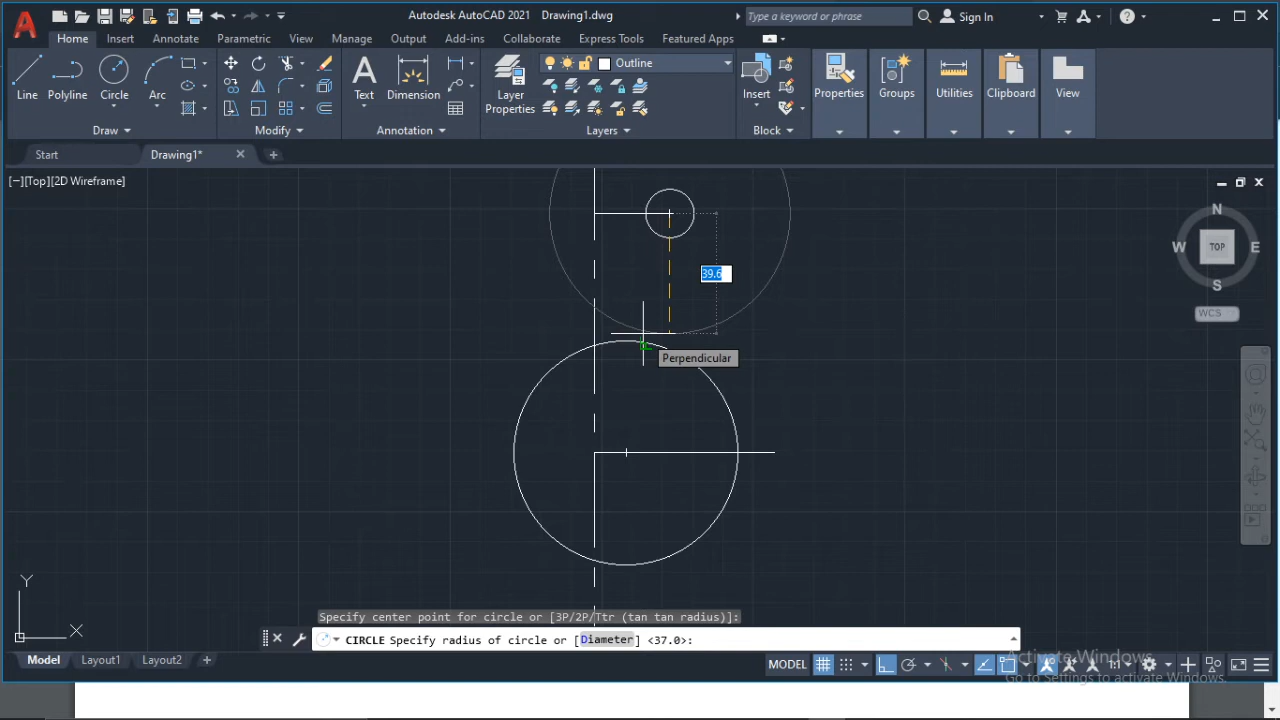 Autodesk AutoCAD 2021 Drawing1.dwg
Type a keyword or phrase
Sign In
Home Insert Annotate Parametric View Manage Output Add-ins Collaborate Express Tools Featured Apps
Outline
Line Polyline Circle Arc Text Dimension Layer Properties Insert Properties Groups Utilities Clipboard View
Draw Modify Annotation Layers Block
Start Drawing1*
[−][Top][2D Wireframe]
N
W TOP E
S
WCS
39.6
Perpendicular
Y
X
Specify center point for circle or [3P/2P/Ttr (tan tan radius)]:
CIRCLE Specify radius of circle or [Diameter] <37.0>:
Activate Windows
Go to Settings to activate Windows.
Model Layout1 Layout2 +
MODEL 1:1